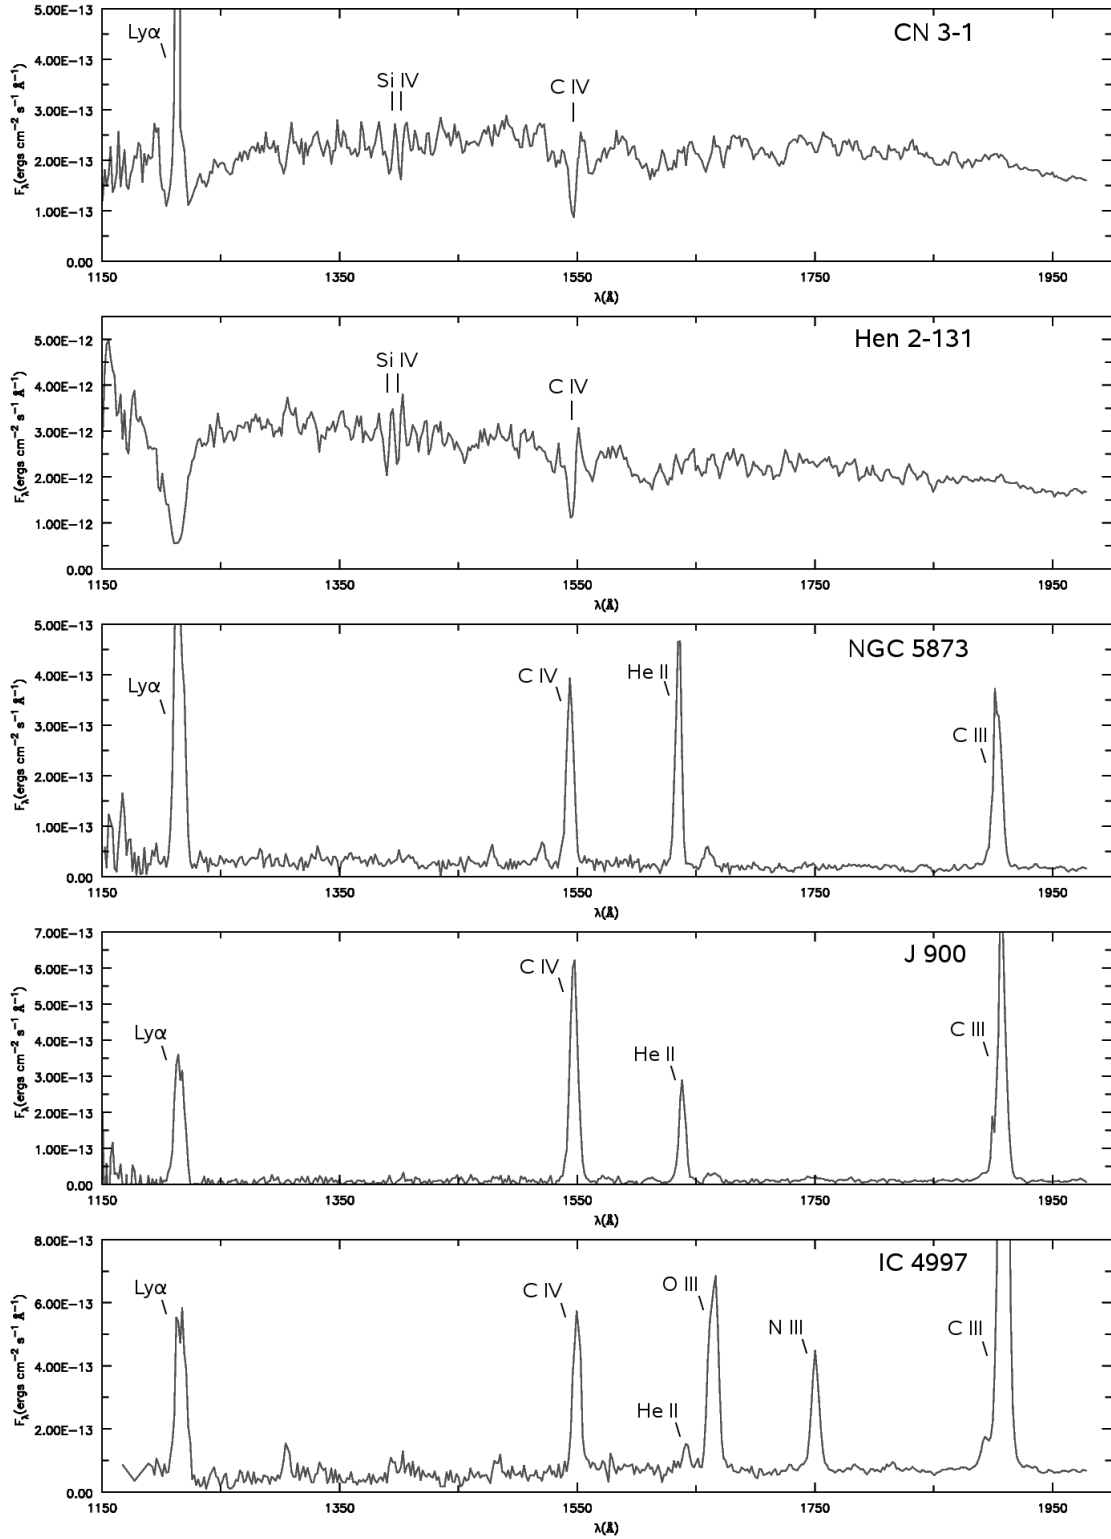 CN 3-1
Lyα
Si IV
C IV
5.00E-13
4.00E-13
3.00E-13
2.00E-13
1.00E-13
0.00
Fλ(ergs cm−2 s−1 Å−1)
1150 1350 1550 1750 1950
λ(Å)
Hen 2-131
Si IV
C IV
5.00E-12
4.00E-12
3.00E-12
2.00E-12
1.00E-12
0.00
Fλ(ergs cm−2 s−1 Å−1)
1150 1350 1550 1750 1950
λ(Å)
NGC 5873
Lyα
C IV
He II
C III
5.00E-13
4.00E-13
3.00E-13
2.00E-13
1.00E-13
0.00
Fλ(ergs cm−2 s−1 Å−1)
1150 1350 1550 1750 1950
λ(Å)
J 900
Lyα
C IV
He II
C III
7.00E-13
6.00E-13
5.00E-13
4.00E-13
3.00E-13
2.00E-13
1.00E-13
0.00
Fλ(ergs cm−2 s−1 Å−1)
1150 1350 1550 1750 1950
λ(Å)
IC 4997
Lyα
C IV
He II
O III
N III
C III
8.00E-13
6.00E-13
4.00E-13
2.00E-13
0.00
Fλ(ergs cm−2 s−1 Å−1)
1150 1350 1550 1750 1950
λ(Å)